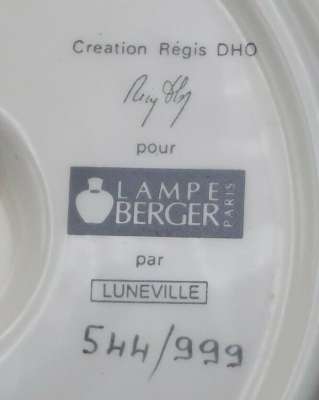 Creation Régis DHO
pour
LAMPE
BERGER
PARIS
par
LUNEVILLE
544/999